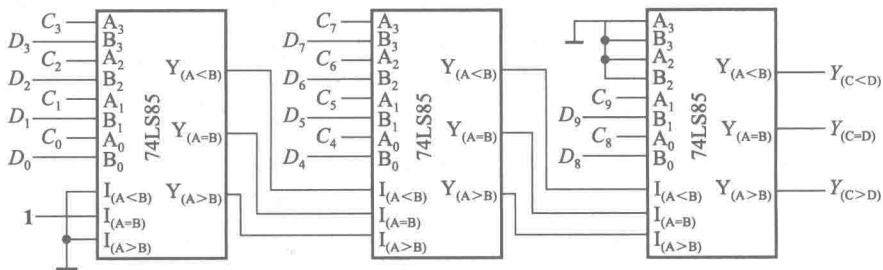 C3 A3
D3 B3
C2 A2
D2 B2
C1 A1
D1 B1
C0 A0
D0 B0
I(A<B)
1 I(A=B)
I(A>B)
74LS85
Y(A<B)
Y(A=B)
Y(A>B)
C7 A3
D7 B3
C6 A2
D6 B2
C5 A1
D5 B1
C4 A0
D4 B0
I(A<B)
I(A=B)
I(A>B)
74LS85
Y(A<B)
Y(A=B)
Y(A>B)
A3
B3
A2
B2
C9 A1
D9 B1
C8 A0
D8 B0
I(A<B)
I(A=B)
I(A>B)
74LS85
Y(A<B) Y(C<D)
Y(A=B) Y(C=D)
Y(A>B) Y(C>D)